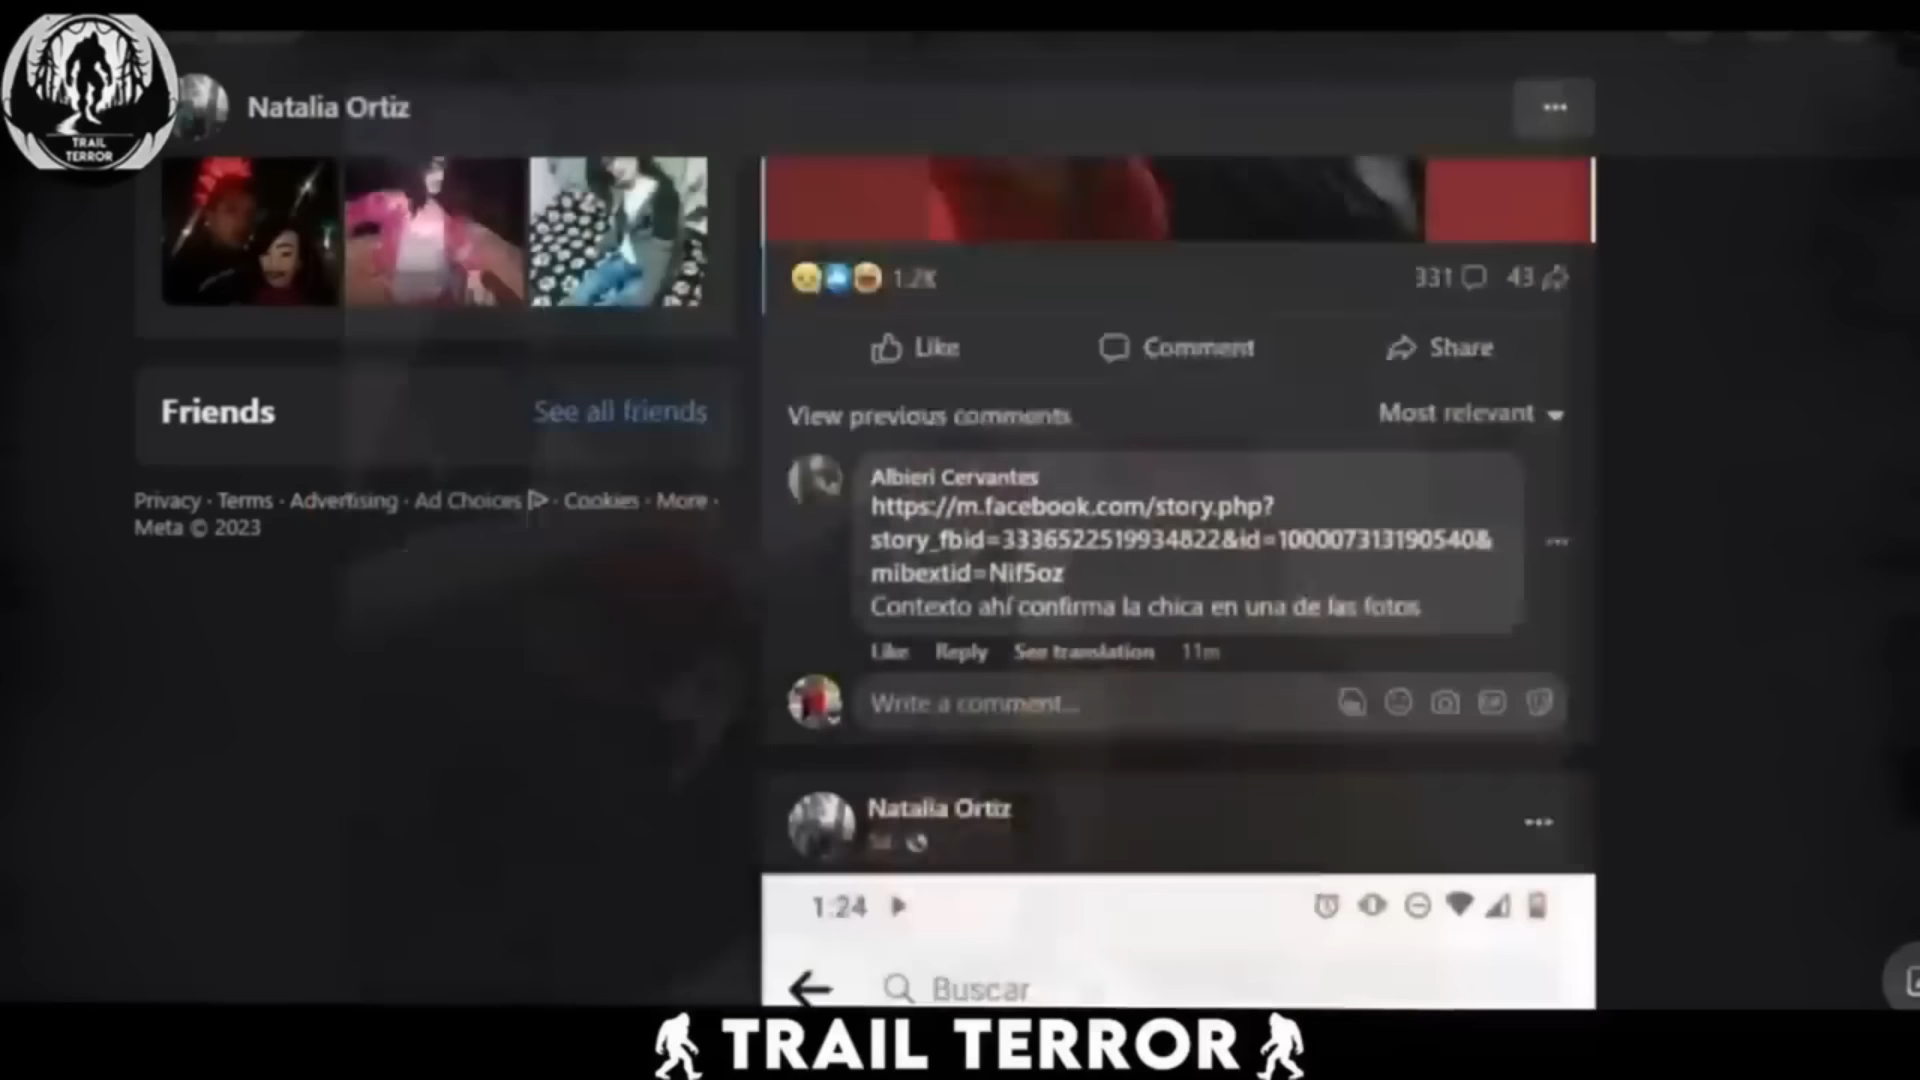 TRAIL
TERROR
Natalia Ortiz
1.2K
331
43
Like
Comment
Share
Friends
See all friends
View previous comments
Most relevant
Privacy · Terms · Advertising · Ad Choices · Cookies · More ·
Meta © 2023
Albieri Cervantes
https://m.facebook.com/story.php?
story_fbid=3336522519934822&id=100007313190540&
mibextid=Nif5oz
Contexto ahí confirma la chica en una de las fotos
Like Reply See translation 11m
Write a comment...
Natalia Ortiz
1:24
Buscar
TRAIL TERROR